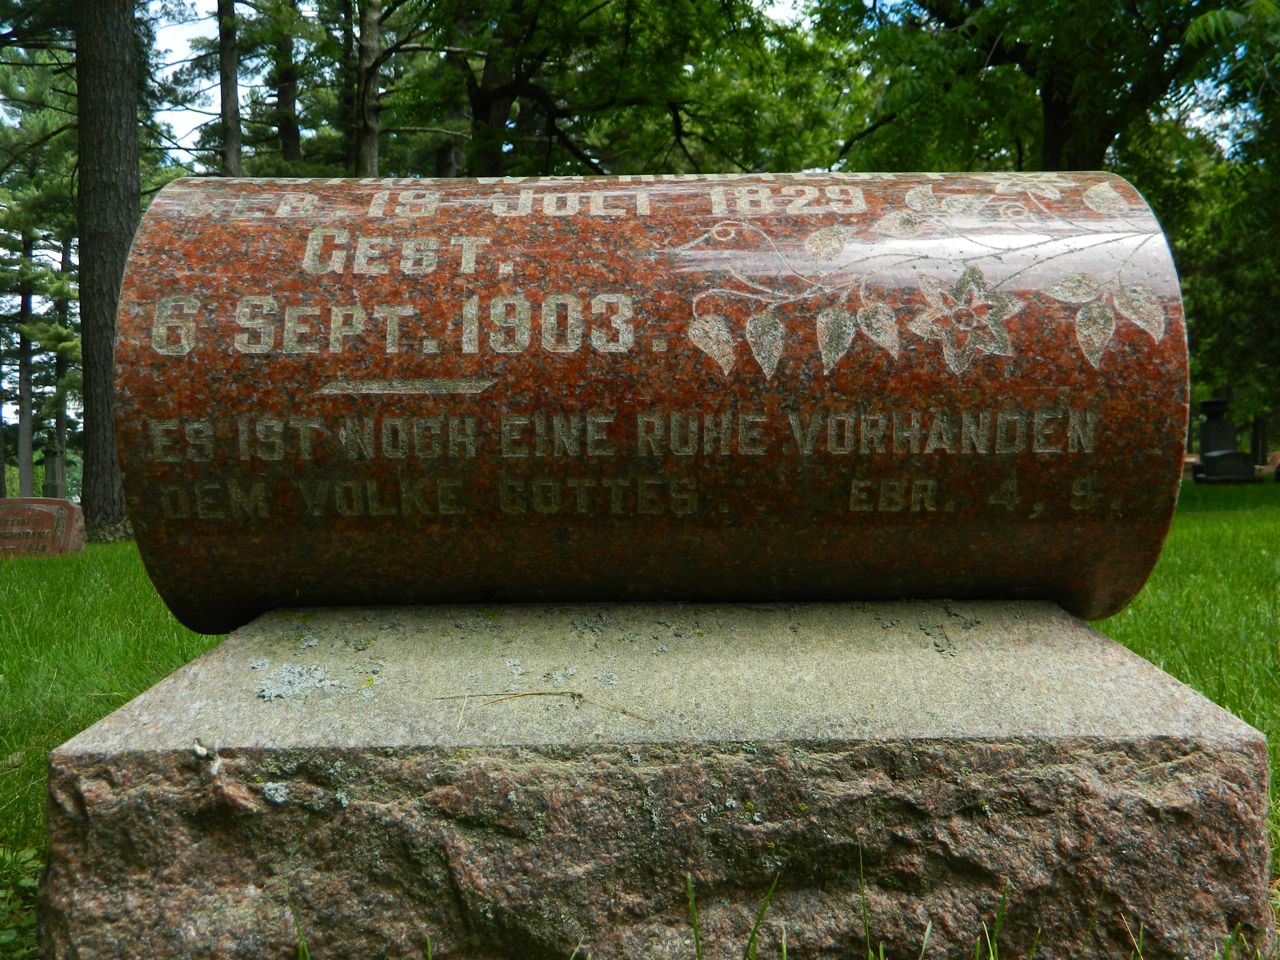 GEB. 19 JULI 1829
GEST.
6 SEPT. 1903.
ES IST NOCH EINE RUHE VORHANDEN
DEM VOLKE GOTTES. EBR. 4, 9.